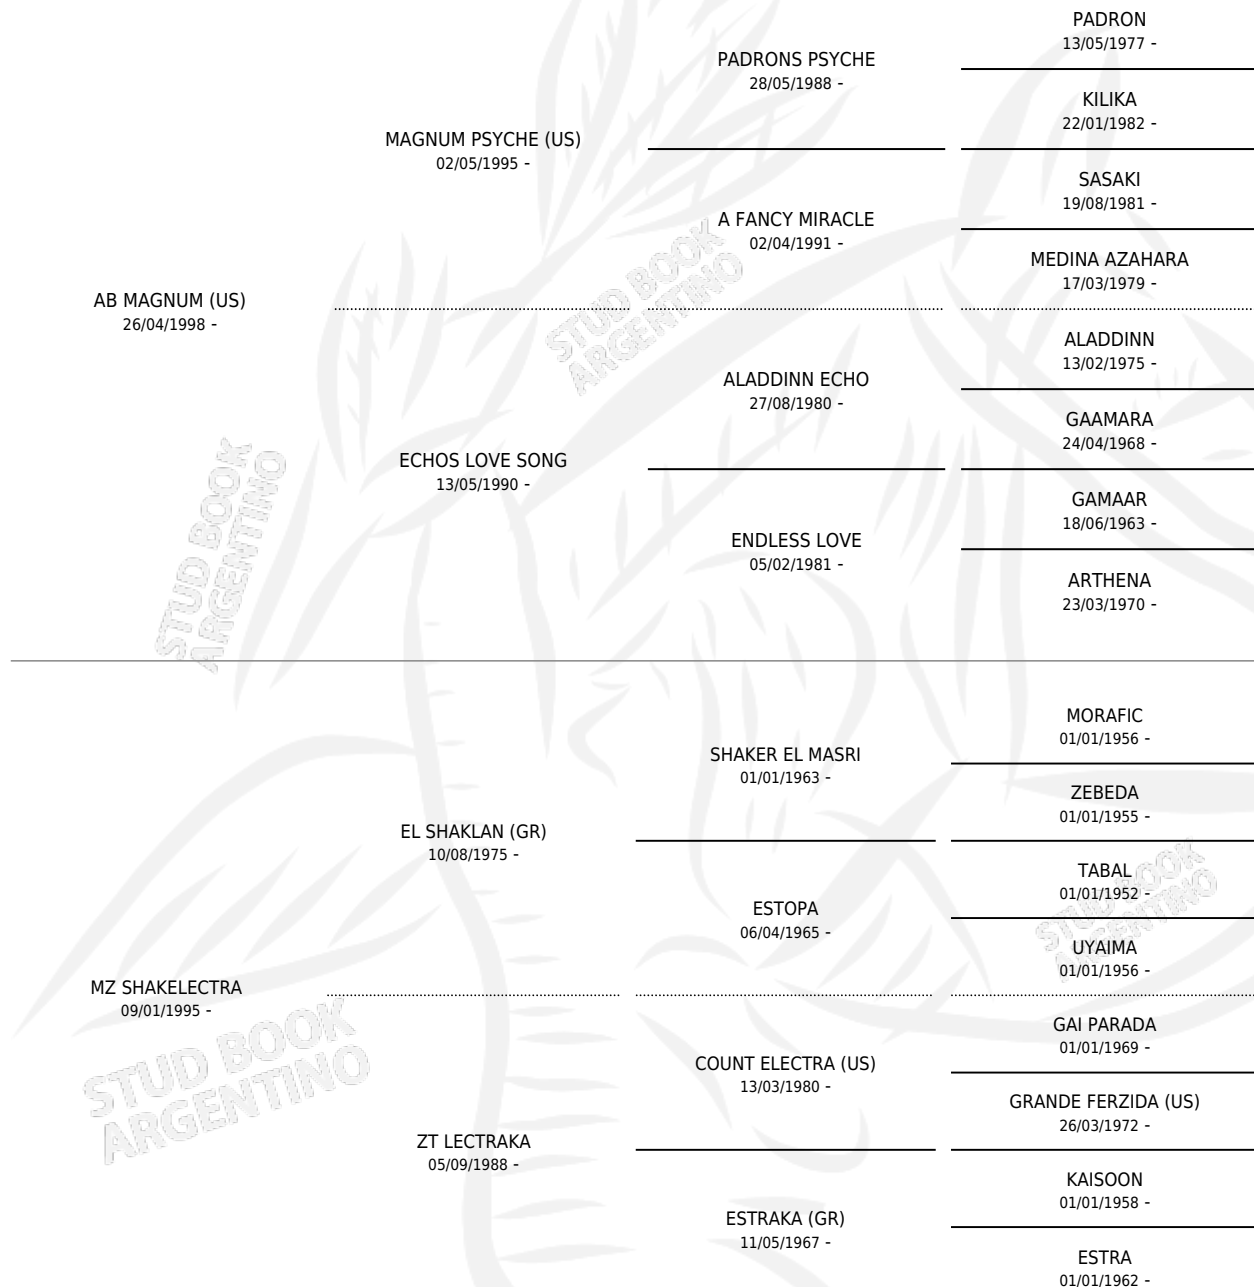 PADRON
13/05/1977 -
PADRONS PSYCHE
28/05/1988 -
KILIKA
22/01/1982 -
MAGNUM PSYCHE (US)
02/05/1995 -
SASAKI
19/08/1981 -
A FANCY MIRACLE
02/04/1991 -
MEDINA AZAHARA
17/03/1979 -
AB MAGNUM (US)
26/04/1998 -
STUD BOOK
ARGENTINO
ALADDINN
13/02/1975 -
ALADDINN ECHO
27/08/1980 -
GAAMARA
24/04/1968 -
ECHOS LOVE SONG
13/05/1990 -
GAMAAR
18/06/1963 -
ENDLESS LOVE
05/02/1981 -
ARTHENA
23/03/1970 -
STUD BOOK
ARGENTINO
MORAFIC
01/01/1956 -
SHAKER EL MASRI
01/01/1963 -
ZEBEDA
01/01/1955 -
EL SHAKLAN (GR)
10/08/1975 -
TABAL
01/01/1952 -
ESTOPA
06/04/1965 -
STUD BOOK
ARGENTINO
UYAIMA
01/01/1956 -
MZ SHAKELECTRA
09/01/1995 -
GAI PARADA
01/01/1969 -
COUNT ELECTRA (US)
13/03/1980 -
STUD BOOK
ARGENTINO
GRANDE FERZIDA (US)
26/03/1972 -
ZT LECTRAKA
05/09/1988 -
KAISOON
01/01/1958 -
ESTRAKA (GR)
11/05/1967 -
ESTRA
01/01/1962 -